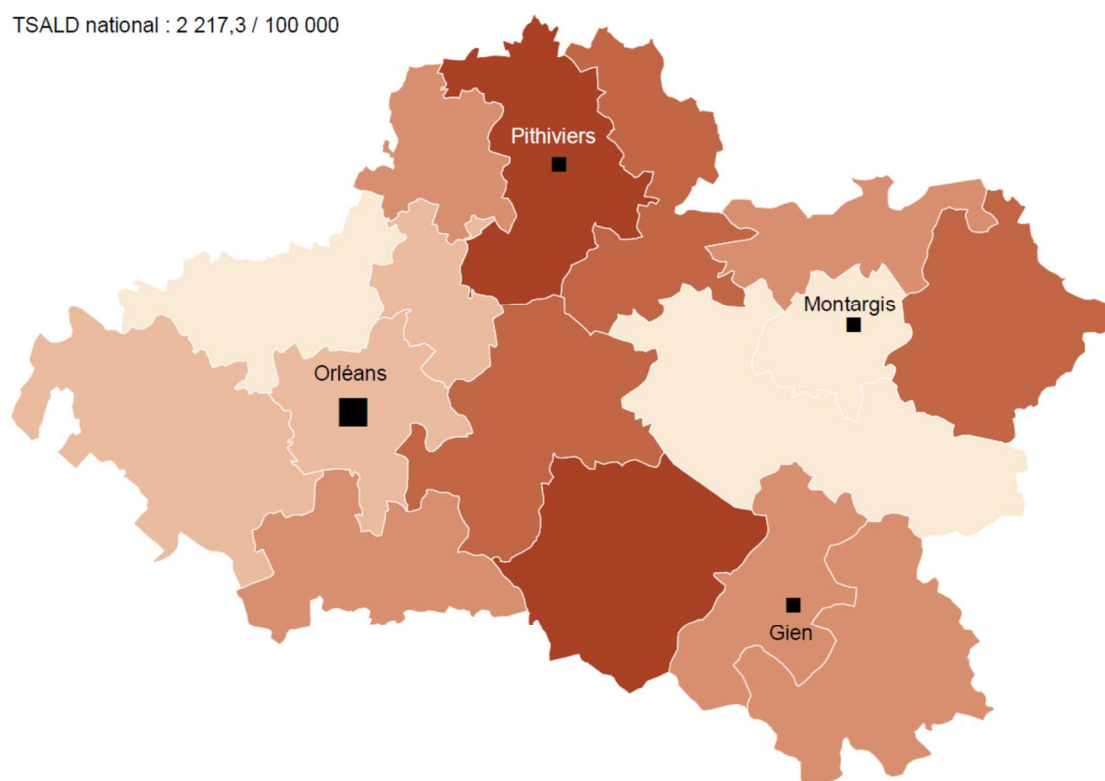 TSALD national : 2 217,3 / 100 000
Pithiviers
Montargis
Orléans
Gien